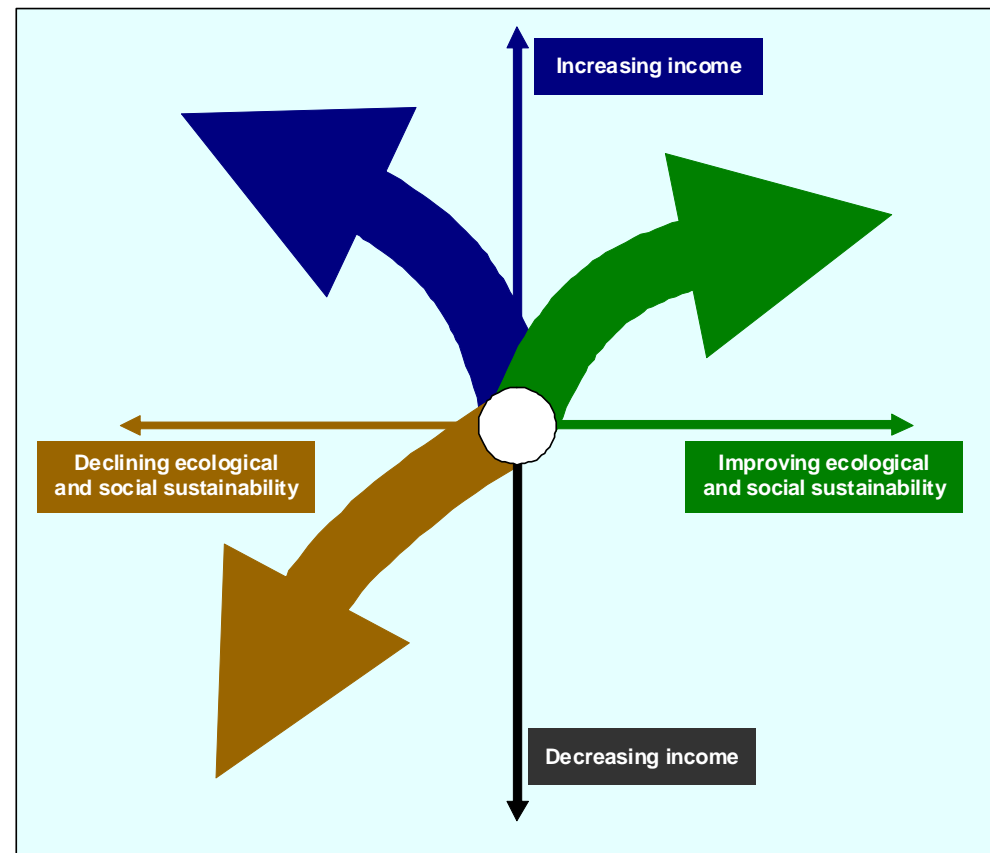 Increasing income
Declining ecological
and social sustainability
Improving ecological
and social sustainability
Decreasing income